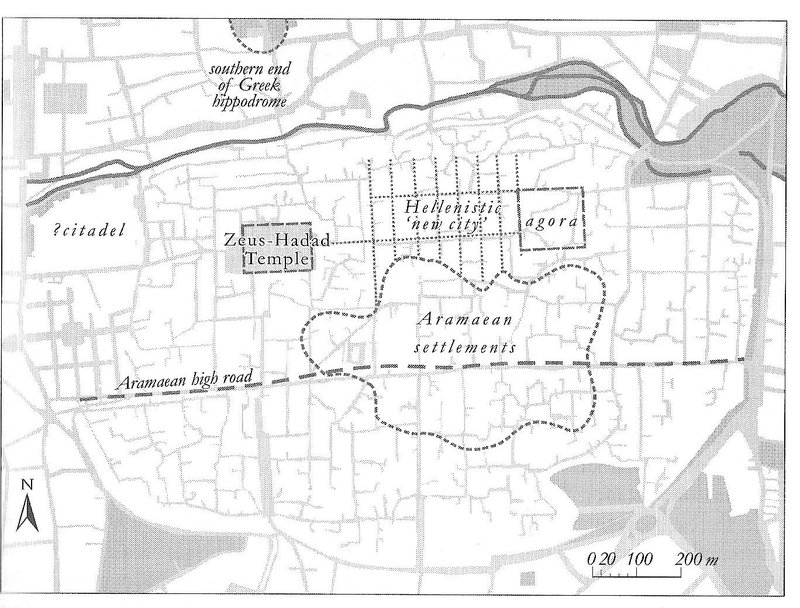 southern end
of Greek
hippodrome
?citadel
Hellenistic
'new city'
agora
Zeus-Hadad
Temple
Aramaean
settlements
Aramaean high road
N
0 20 100 200 m